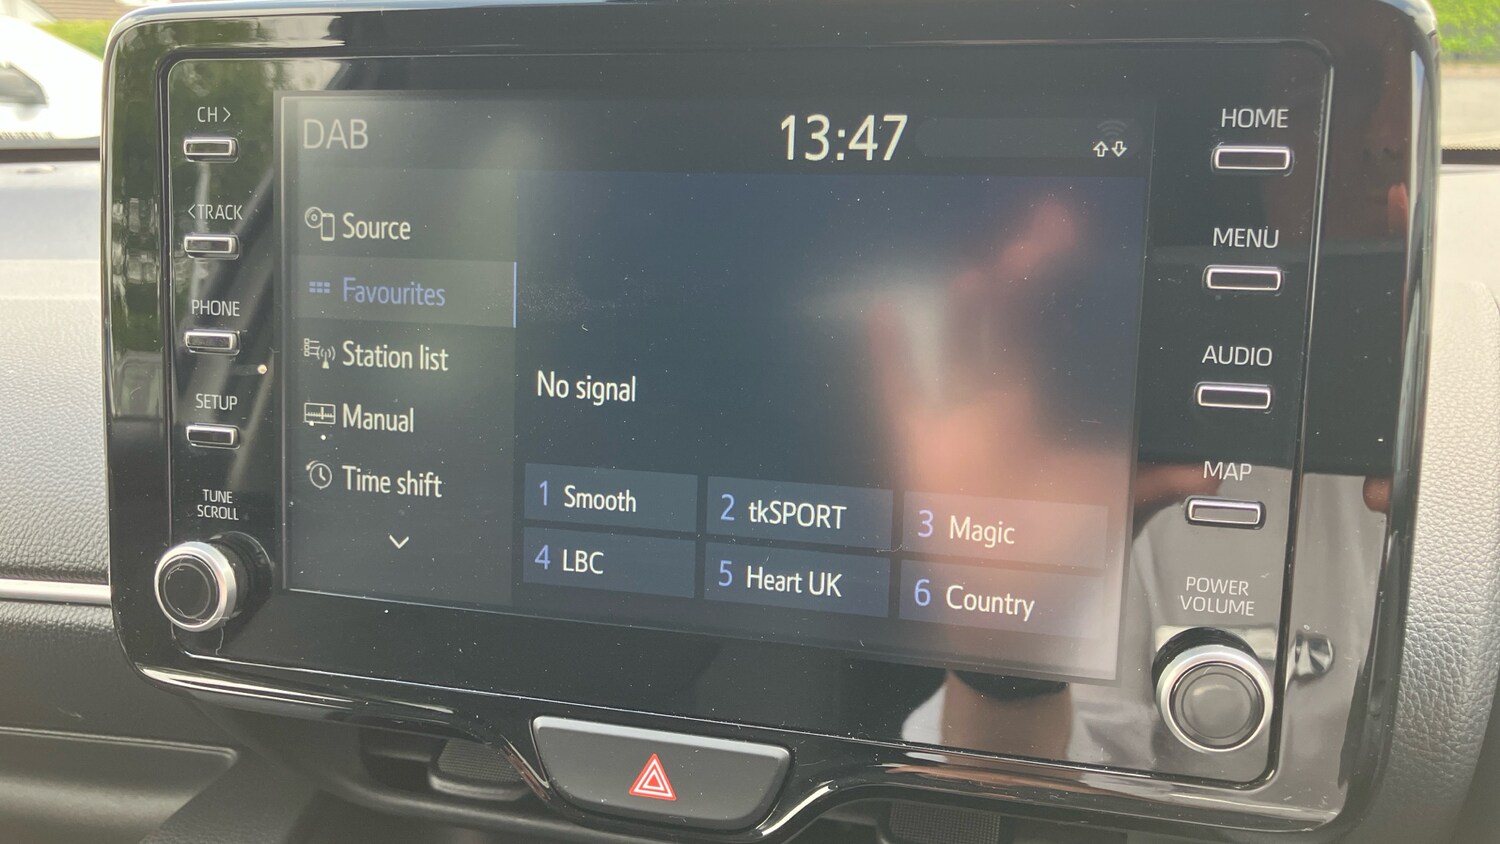 CH >
DAB
13:47
HOME
<TRACK
Source
MENU
Favourites
PHONE
Station list
AUDIO
No signal
SETUP
Manual
MAP
TUNE
SCROLL
Time shift
1 Smooth
2 tkSPORT
3 Magic
4 LBC
5 Heart UK
6 Country
POWER
VOLUME